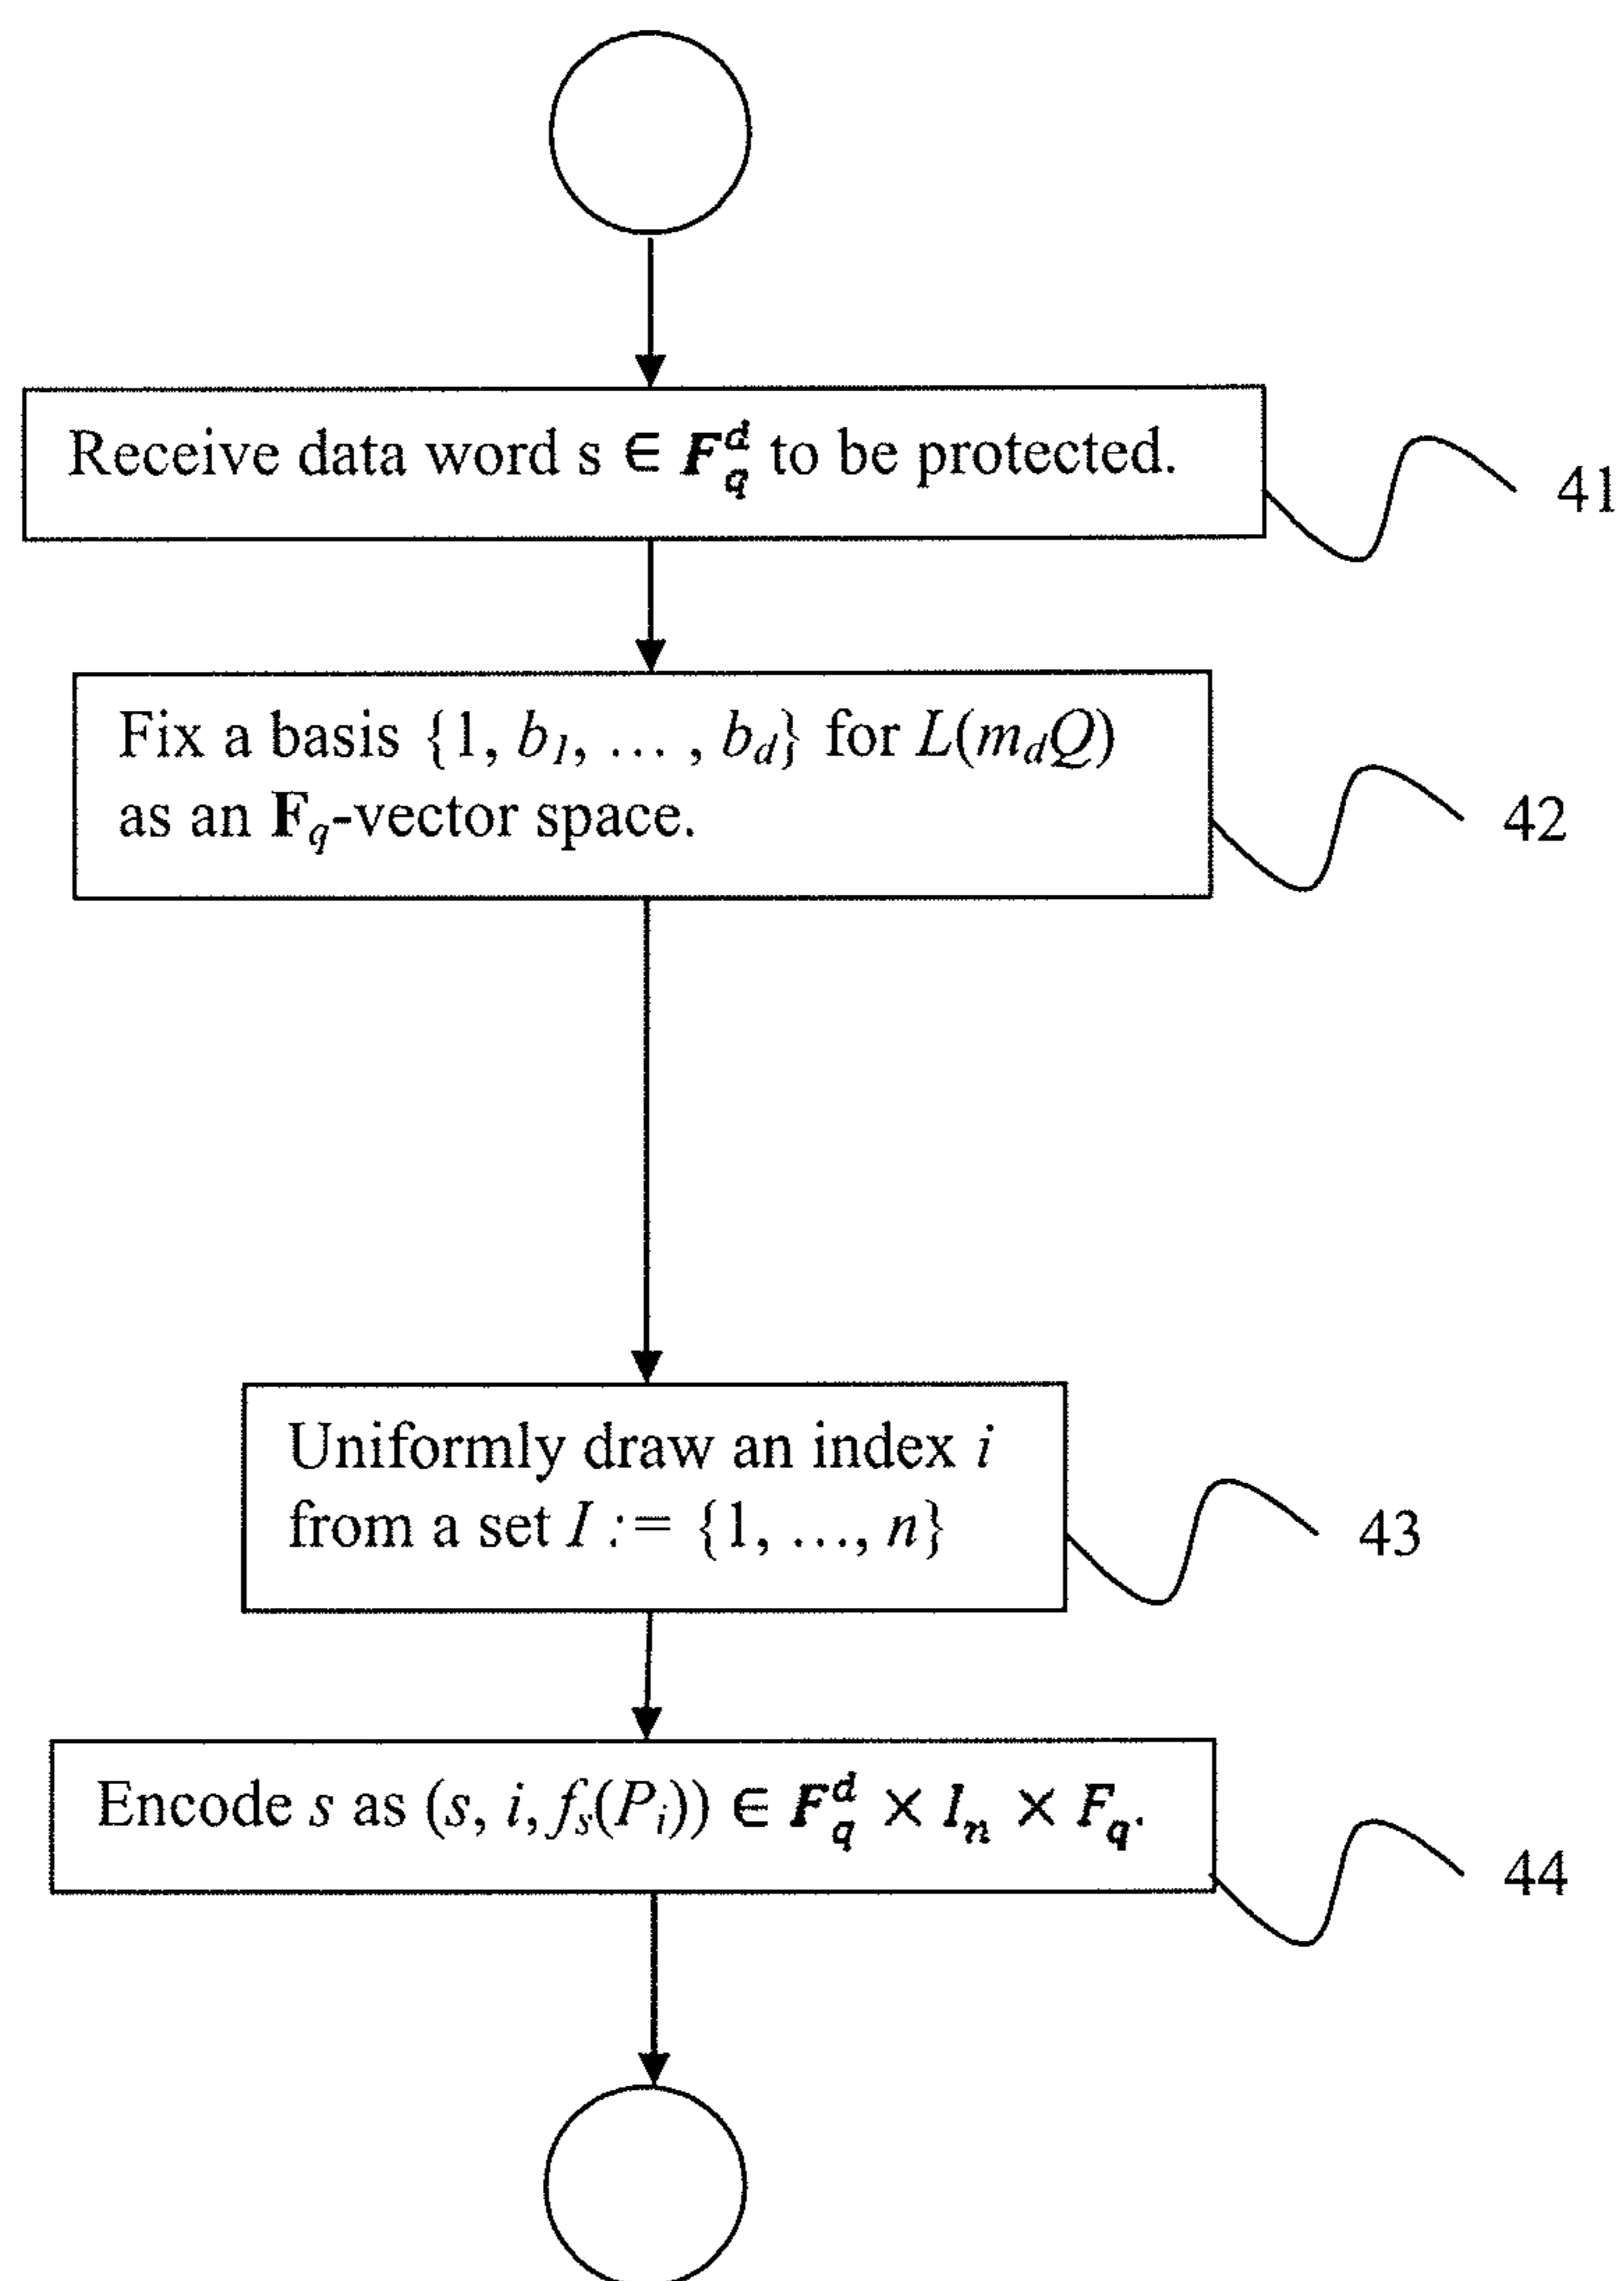 Receive data word s ∈ F_q^d to be protected.
41
Fix a basis {1, b_1, … , b_d} for L(m_dQ)
as an F_q-vector space.
42
Uniformly draw an index i
from a set I := {1, …, n}
43
Encode s as (s, i, f_s(P_i)) ∈ F_q^d × I_n × F_q.
44